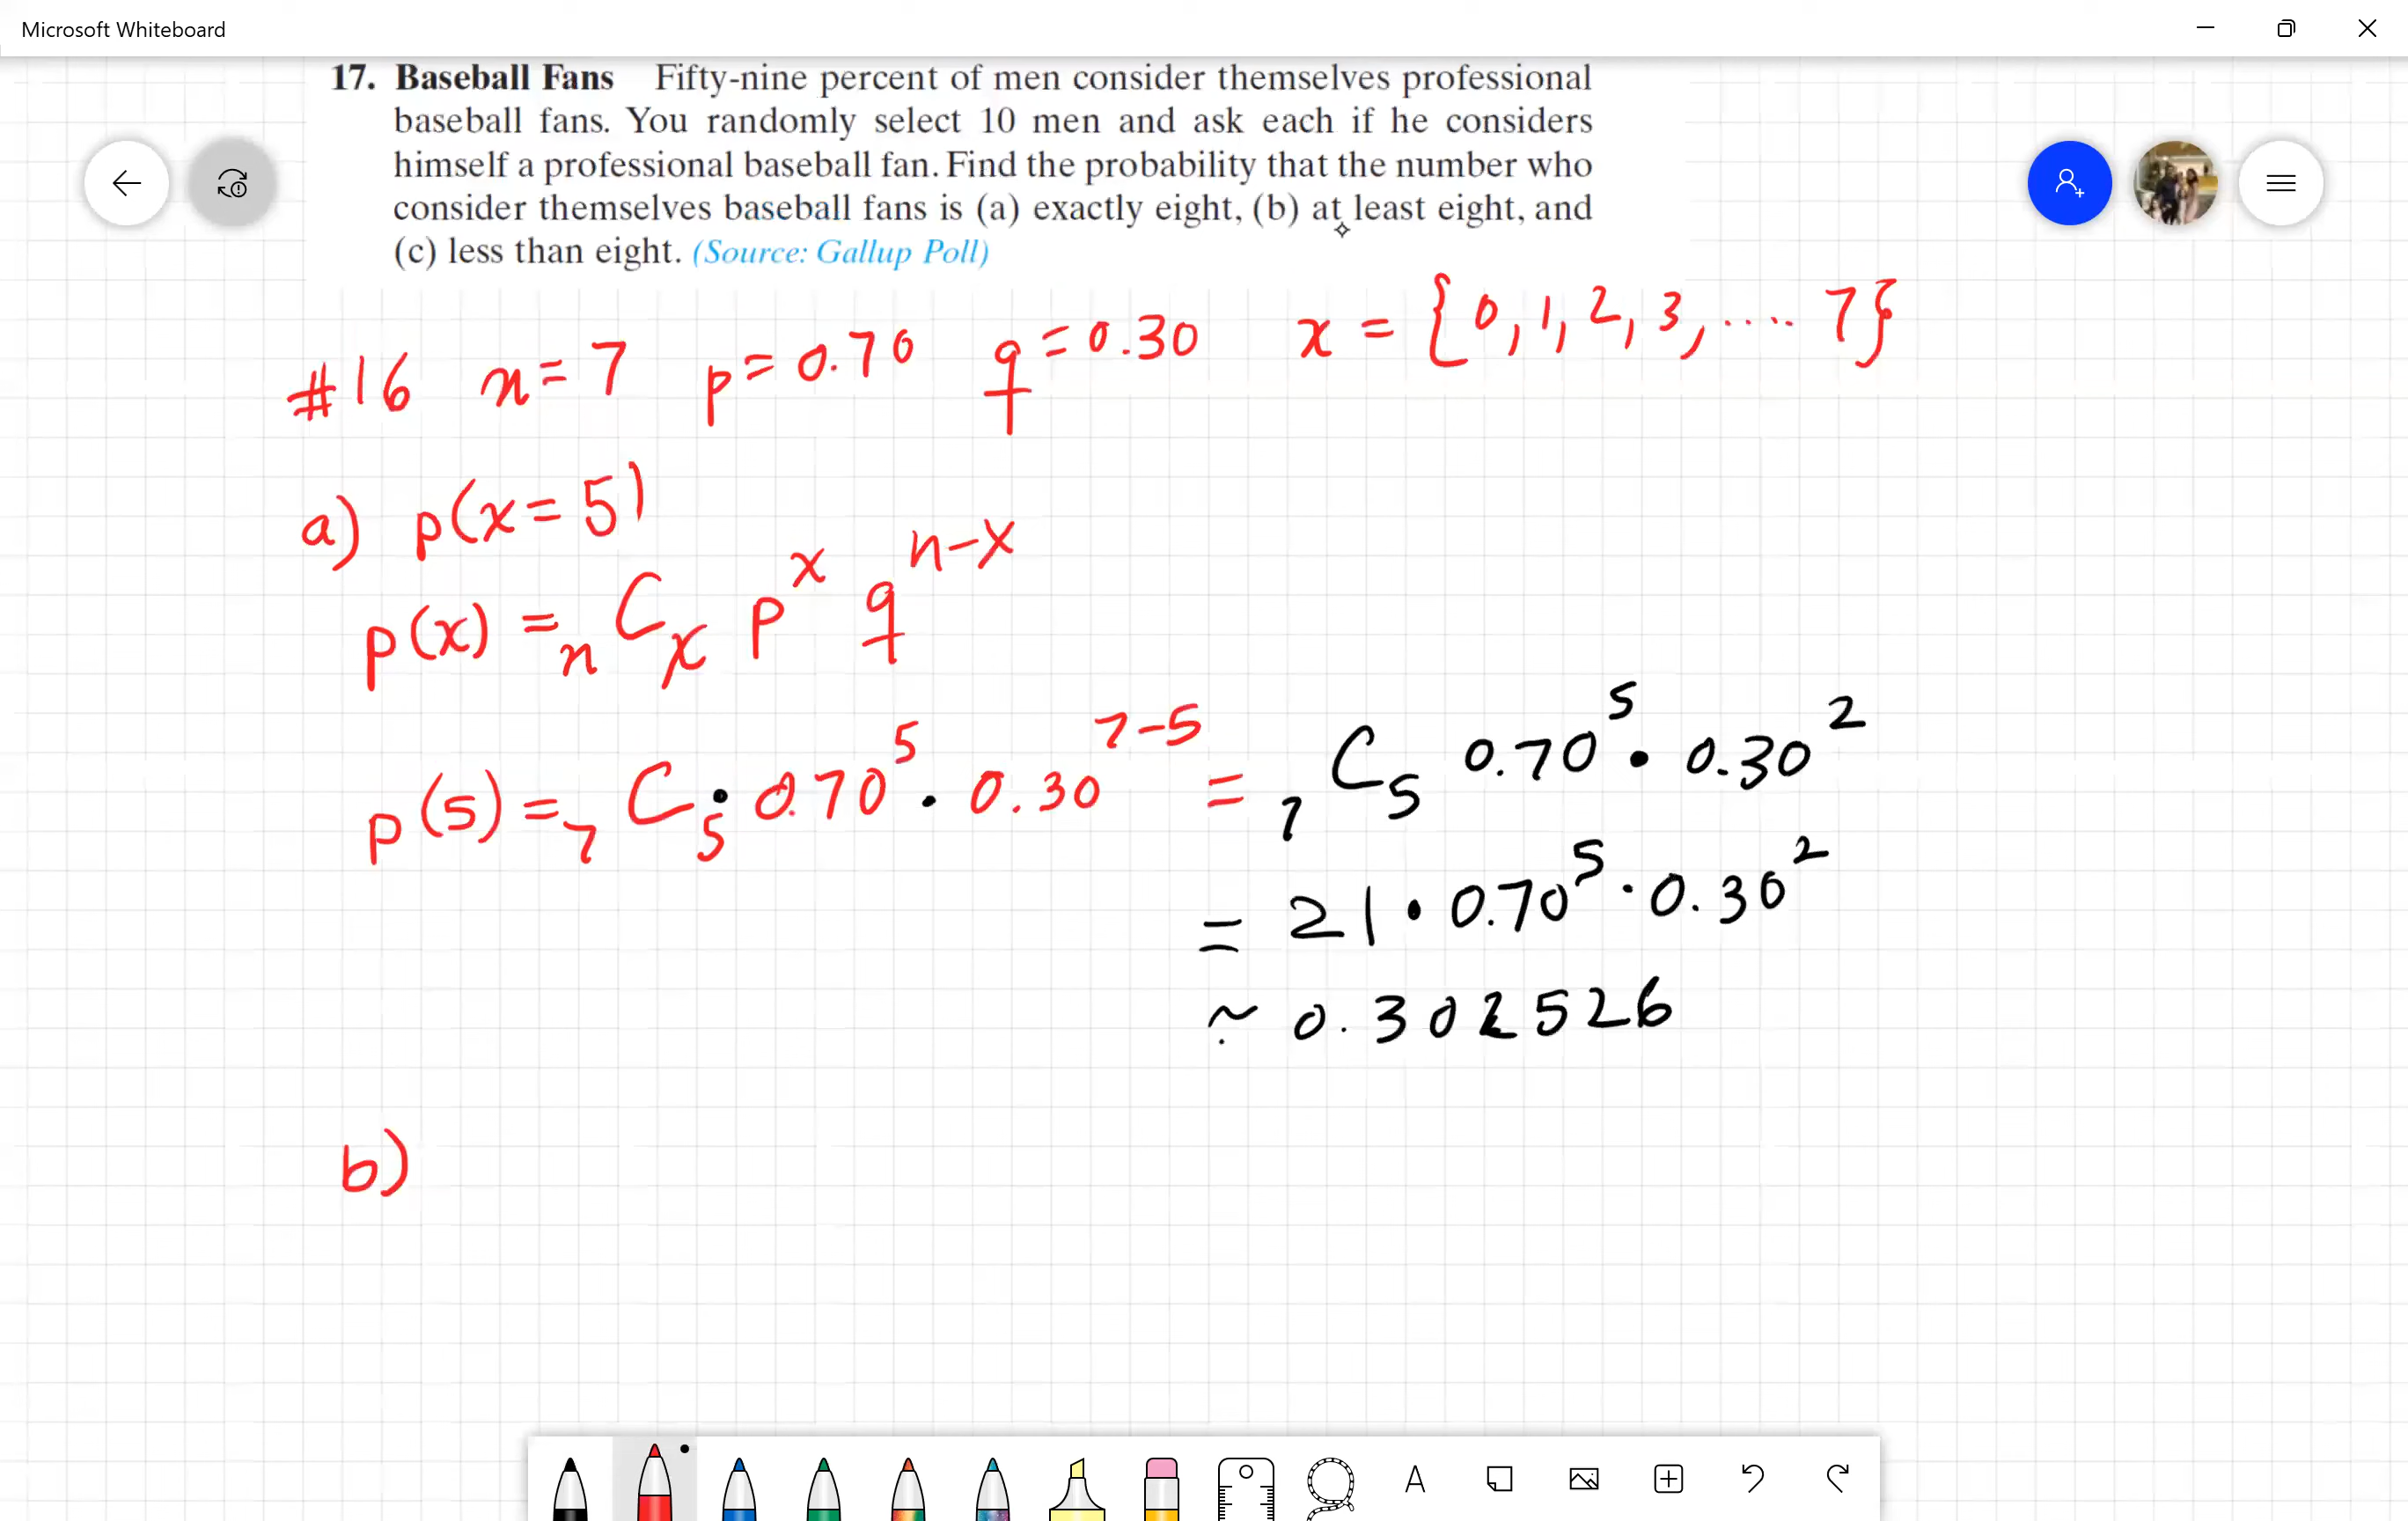 Microsoft Whiteboard
17. Baseball Fans Fifty-nine percent of men consider themselves professional
baseball fans. You randomly select 10 men and ask each if he considers
himself a professional baseball fan. Find the probability that the number who
consider themselves baseball fans is (a) exactly eight, (b) at least eight, and
(c) less than eight. (Source: Gallup Poll)
#16 n=7 p=0.70 q=0.30 x = {0, 1, 2, 3, .... 7}
a) p(x=5)
p(x) = nCx p^x q^n-x
p(5) = 7C5 · 0.70^5 · 0.30^7-5 = 7C5 0.70^5 · 0.30^2
= 21 · 0.70^5 · 0.30^2
≈ 0.302526
b)
A